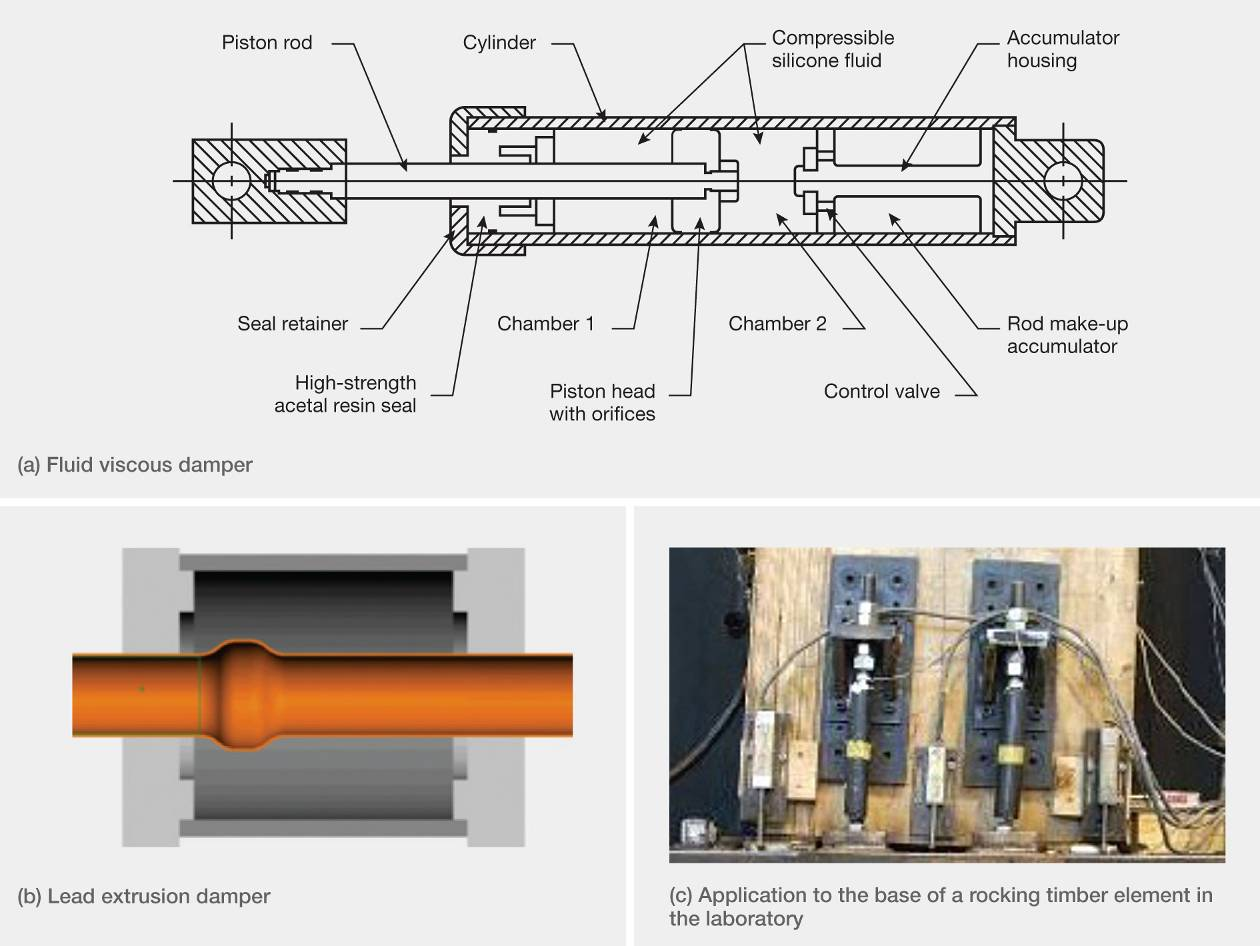 Piston rod
Cylinder
Compressible
silicone fluid
Accumulator
housing
Seal retainer
Chamber 1
Chamber 2
Rod make-up
accumulator
High-strength
acetal resin seal
Piston head
with orifices
Control valve
(a) Fluid viscous damper
(b) Lead extrusion damper
(c) Application to the base of a rocking timber element in
the laboratory